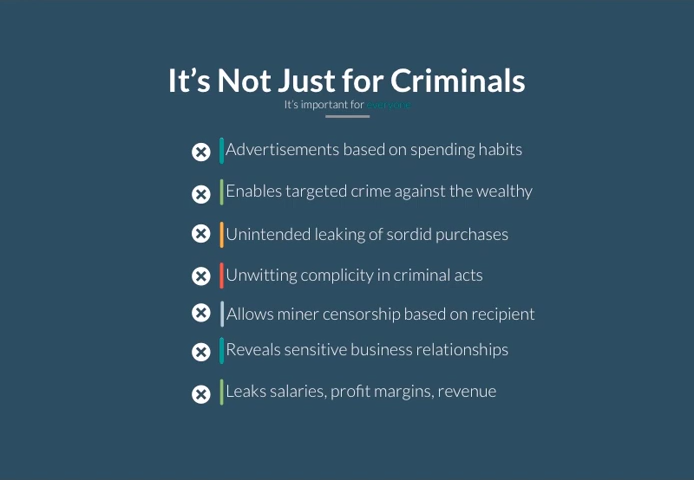 It's Not Just for Criminals
It's important for everyone
Advertisements based on spending habits
Enables targeted crime against the wealthy
Unintended leaking of sordid purchases
Unwitting complicity in criminal acts
Allows miner censorship based on recipient
Reveals sensitive business relationships
Leaks salaries, profit margins, revenue